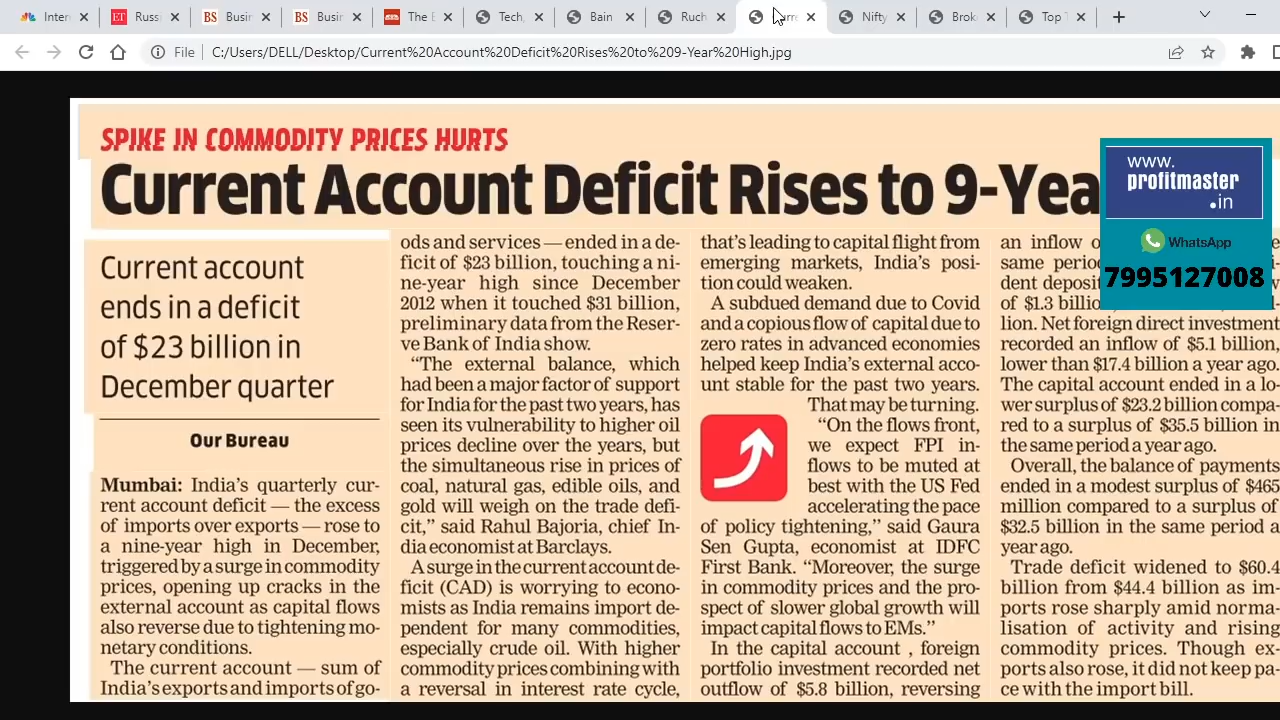 Intern
ET Russ
BS Busin
BS Busir
The E
Tech,
Bain
Ruch
Curre
Nifty
Brok
Top T
File C:/Users/DELL/Desktop/Current%20Account%20Deficit%20Rises%20to%209-Year%20High.jpg
SPIKE IN COMMODITY PRICES HURTS
Current Account Deficit Rises to 9-Yea
Current account
ends in a deficit
of $23 billion in
December quarter
Our Bureau
Mumbai: India's quarterly cur-
rent account deficit — the excess
of imports over exports — rose to
a nine-year high in December,
triggered by a surge in commodity
prices, opening up cracks in the
external account as capital flows
also reverse due to tightening mo-
netary conditions.
The current account — sum of
India's exports and imports of go-
ods and services — ended in a de-
ficit of $23 billion, touching a ni-
ne-year high since December
2012 when it touched $31 billion,
preliminary data from the Reser-
ve Bank of India show.
“The external balance, which
had been a major factor of support
for India for the past two years, has
seen its vulnerability to higher oil
prices decline over the years, but
the simultaneous rise in prices of
coal, natural gas, edible oils, and
gold will weigh on the trade defi-
cit,” said Rahul Bajoria, chief In-
dia economist at Barclays.
A surge in the current account de-
ficit (CAD) is worrying to econo-
mists as India remains import de-
pendent for many commodities,
especially crude oil. With higher
commodity prices combining with
a reversal in interest rate cycle,
that's leading to capital flight from
emerging markets, India's posi-
tion could weaken.
A subdued demand due to Covid
and a copious flow of capital due to
zero rates in advanced economies
helped keep India's external acco-
unt stable for the past two years.
That may be turning.
“On the flows front,
we expect FPI in-
flows to be muted at
best with the US Fed
accelerating the pace
of policy tightening,” said Gaura
Sen Gupta, economist at IDFC
First Bank. “Moreover, the surge
in commodity prices and the pro-
spect of slower global growth will
impact capital flows to EMs.”
In the capital account , foreign
portfolio investment recorded net
outflow of $5.8 billion, reversing
an inflow
same perio
dent deposi
of $1.3 billio
lion. Net foreign direct investment
recorded an inflow of $5.1 billion,
lower than $17.4 billion a year ago.
The capital account ended in a lo-
wer surplus of $23.2 billion compa-
red to a surplus of $35.5 billion in
the same period a year ago.
Overall, the balance of payments
ended in a modest surplus of $465
million compared to a surplus of
$32.5 billion in the same period a
year ago.
Trade deficit widened to $60.4
billion from $44.4 billion as im-
ports rose sharply amid norma-
lisation of activity and rising
commodity prices. Though ex-
ports also rose, it did not keep pa-
ce with the import bill.
www.
profitmaster
.in
WhatsApp
7995127008